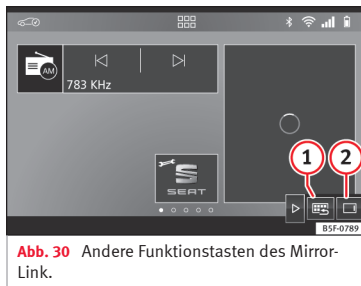 AM
783 KHz
SEAT
1
2
B5F-0789
Abb. 30 Andere Funktionstasten des Mirror-
Link.